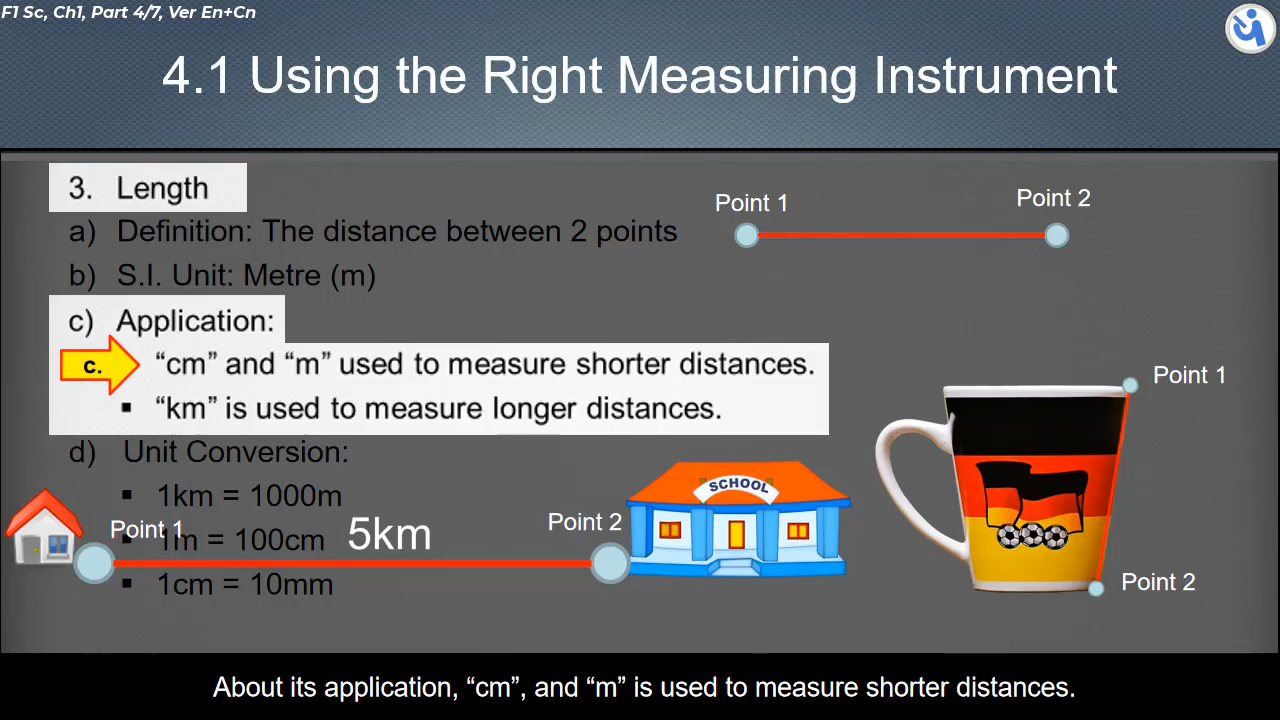 F1 Sc, Ch1, Part 4/7, Ver En+Cn
4.1 Using the Right Measuring Instrument
3. Length
a) Definition: The distance between 2 points
b) S.I. Unit: Metre (m)
c) Application:
c.
“cm” and “m” used to measure shorter distances.
▪ “km” is used to measure longer distances.
d) Unit Conversion:
▪ 1km = 1000m
▪ 1m = 100cm
▪ 1cm = 10mm
Point 1
Point 2
Point 1
5km
Point 2
SCHOOL
Point 1
Point 2
About its application, “cm”, and “m” is used to measure shorter distances.